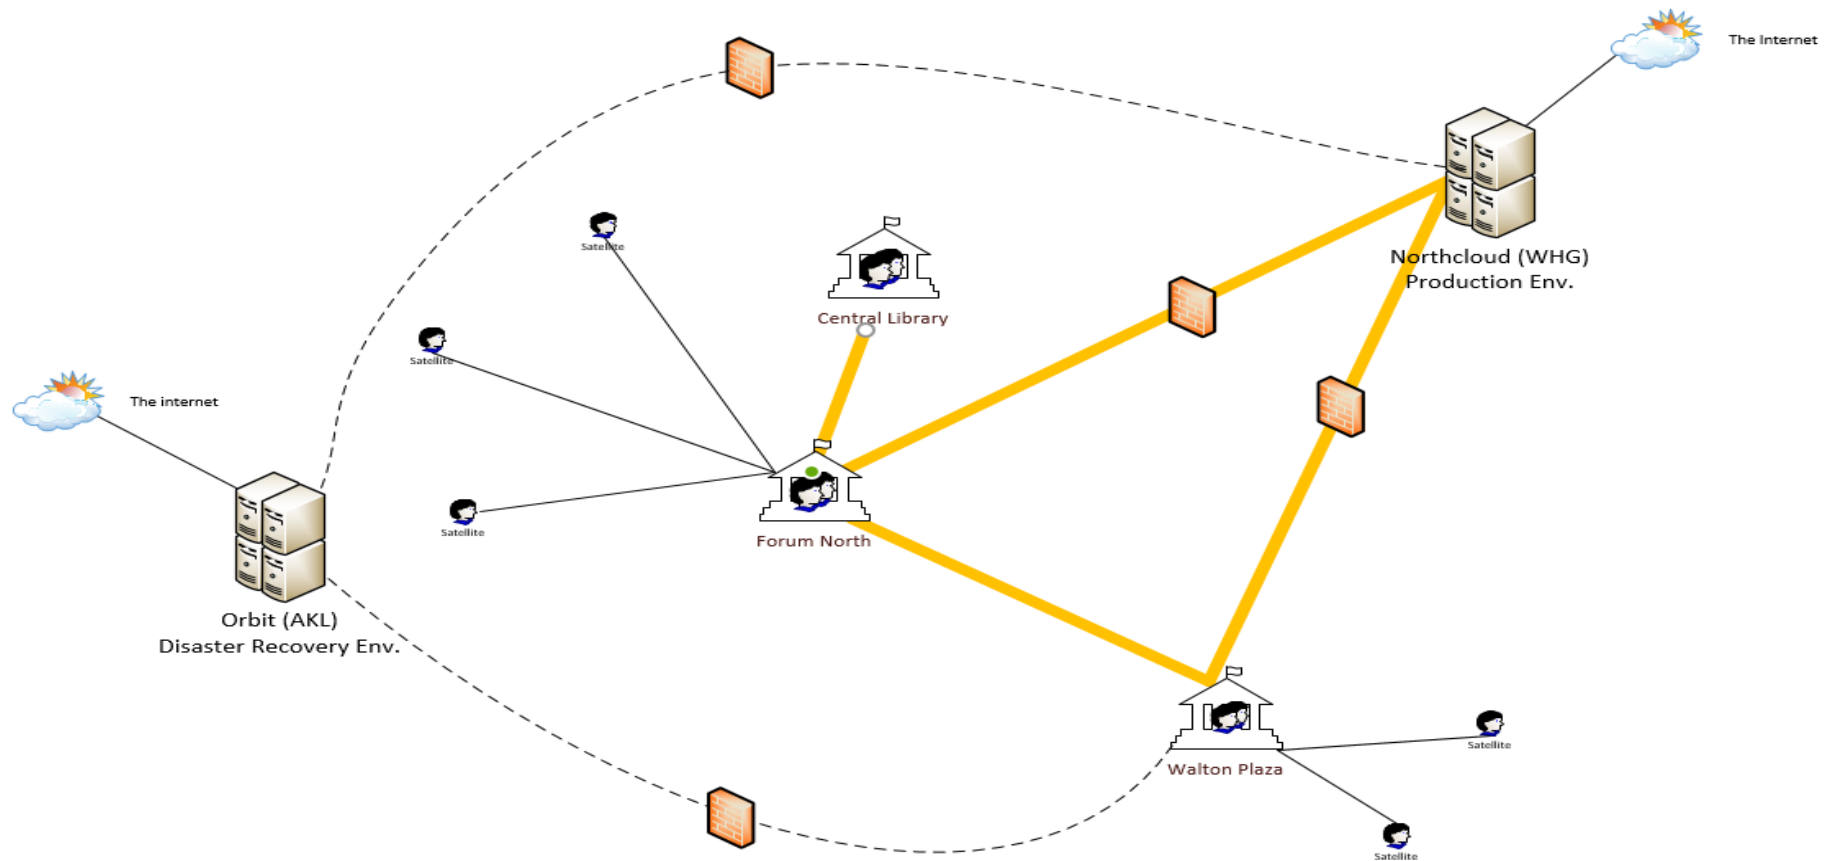 The Internet
Satellite
Northcloud (WHG)
Production Env.
Central Library
Satellite
The internet
Satellite
Forum North
Orbit (AKL)
Disaster Recovery Env.
Satellite
Walton Plaza
Satellite